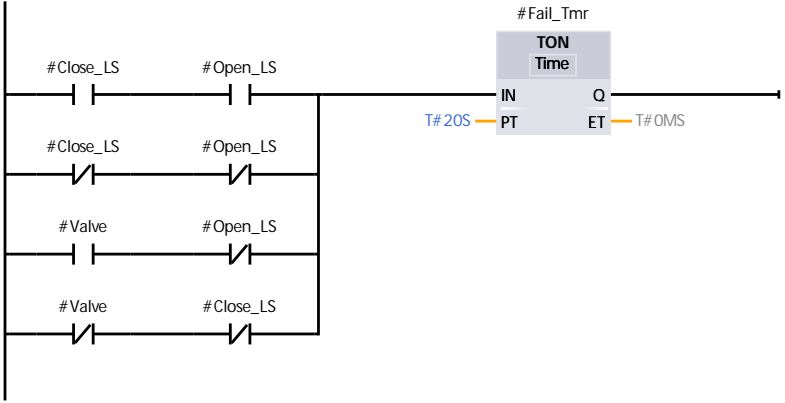 #Fail_Tmr
TON
Time
#Close_LS #Open_LS
IN Q
T#20S PT ET T#0MS
#Close_LS #Open_LS
#Valve #Open_LS
#Valve #Close_LS